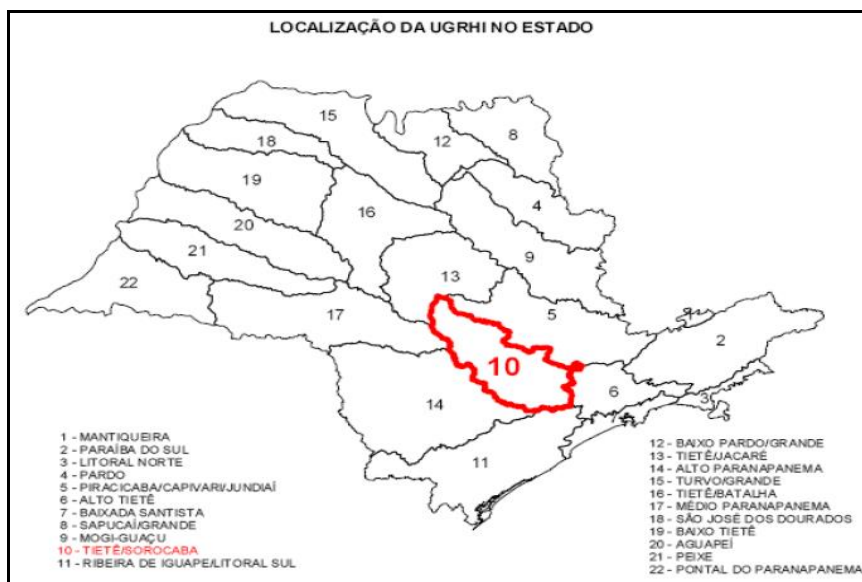 LOCALIZAÇÃO DA UGRHI NO ESTADO
15
18
12
8
19
4
16
20
9
21
13
22
5
17
1
2
10
6
3
14
7
11
1 - MANTIQUEIRA
2 - PARAÍBA DO SUL
3 - LITORAL NORTE
4 - PARDO
5 - PIRACICABA/CAPIVARI/JUNDIAÍ
6 - ALTO TIETÊ
7 - BAIXADA SANTISTA
8 - SAPUCAÍ/GRANDE
9 - MOGI-GUAÇU
10 - TIETÊ/SOROCABA
11 - RIBEIRA DE IGUAPE/LITORAL SUL
12 - BAIXO PARDO/GRANDE
13 - TIETÊ/JACARÉ
14 - ALTO PARANAPANEMA
15 - TURVO/GRANDE
16 - TIETÊ/BATALHA
17 - MÉDIO PARANAPANEMA
18 - SÃO JOSÉ DOS DOURADOS
19 - BAIXO TIETÊ
20 - AGUAPEÍ
21 - PEIXE
22 - PONTAL DO PARANAPANEMA